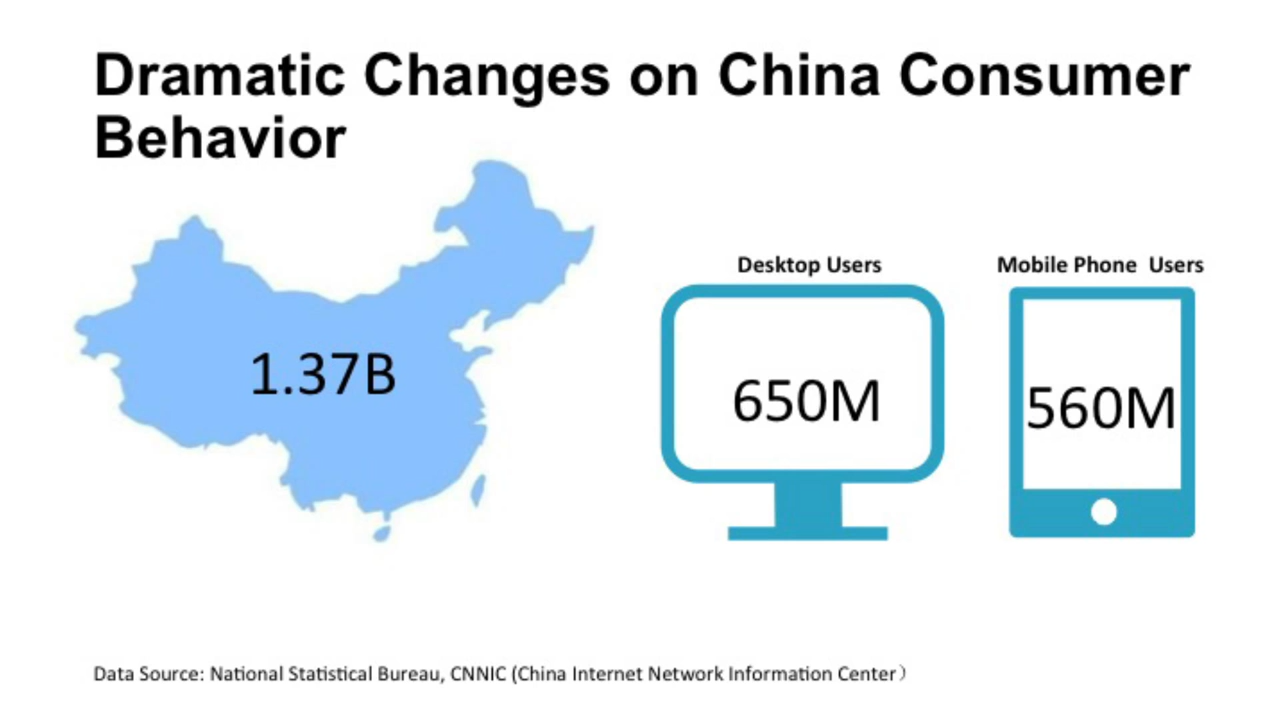 Dramatic Changes on China Consumer
Behavior
1.37B
Desktop Users
650M
Mobile Phone  Users
560M
Data Source: National Statistical Bureau, CNNIC (China Internet Network Information Center）